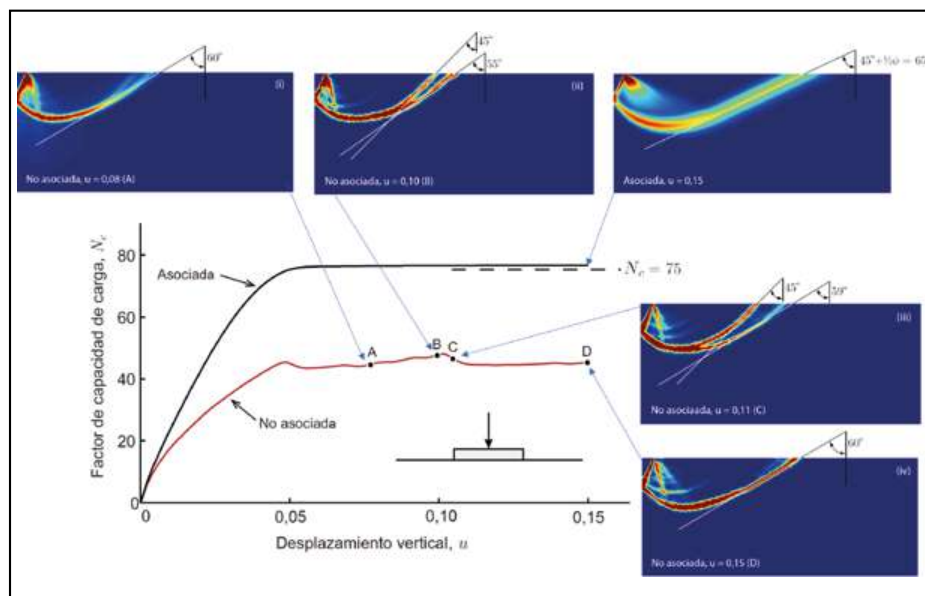 60°
(i)
No asociada, u = 0,08 (A)
45°
55°
(ii)
No asociada, u = 0,10 (B)
45°+½ϕ = 65
Asociada, u = 0,15
Factor de capacidad de carga, N_c
80
60
40
20
0
Asociada
N_c = 75
A
B
C
D
No asociada
0
0,05
0,10
0,15
Desplazamiento vertical, u
45°
59°
(iii)
No asociaada, u = 0,11 (C)
60°
(iv)
No asociada, u = 0,15 (D)